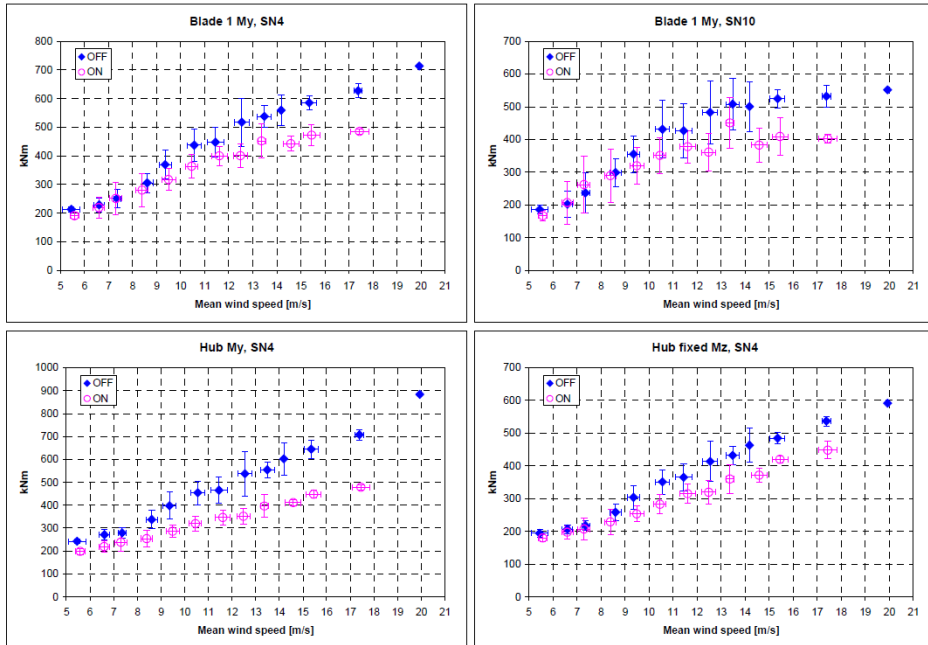 Blade 1 My, SN4
kNm
800
700
600
500
400
300
200
100
0
OFF
ON
5 6 7 8 9 10 11 12 13 14 15 16 17 18 19 20 21
Mean wind speed [m/s]
Blade 1 My, SN10
kNm
700
600
500
400
300
200
100
0
OFF
ON
5 6 7 8 9 10 11 12 13 14 15 16 17 18 19 20 21
Mean wind speed [m/s]
Hub My, SN4
kNm
1000
900
800
700
600
500
400
300
200
100
0
OFF
ON
5 6 7 8 9 10 11 12 13 14 15 16 17 18 19 20 21
Mean wind speed [m/s]
Hub fixed Mz, SN4
kNm
700
600
500
400
300
200
100
0
OFF
ON
5 6 7 8 9 10 11 12 13 14 15 16 17 18 19 20 21
Mean wind speed [m/s]